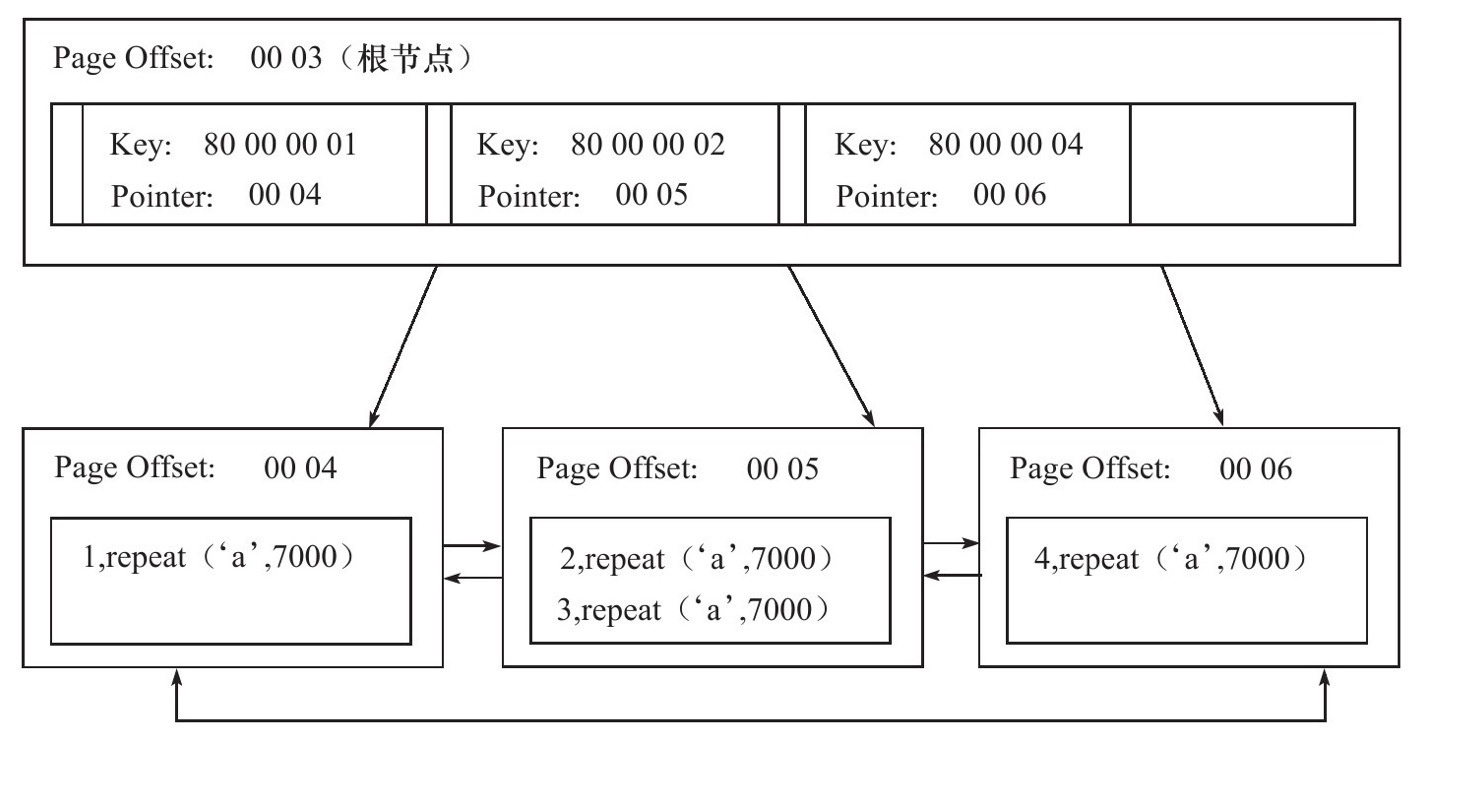 Page Offset: 00 03（根节点）
Key: 80 00 00 01
Pointer: 00 04
Key: 80 00 00 02
Pointer: 00 05
Key: 80 00 00 04
Pointer: 00 06
Page Offset: 00 04
1,repeat（‘a’,7000）
Page Offset: 00 05
2,repeat（‘a’,7000）
3,repeat（‘a’,7000）
Page Offset: 00 06
4,repeat（‘a’,7000）